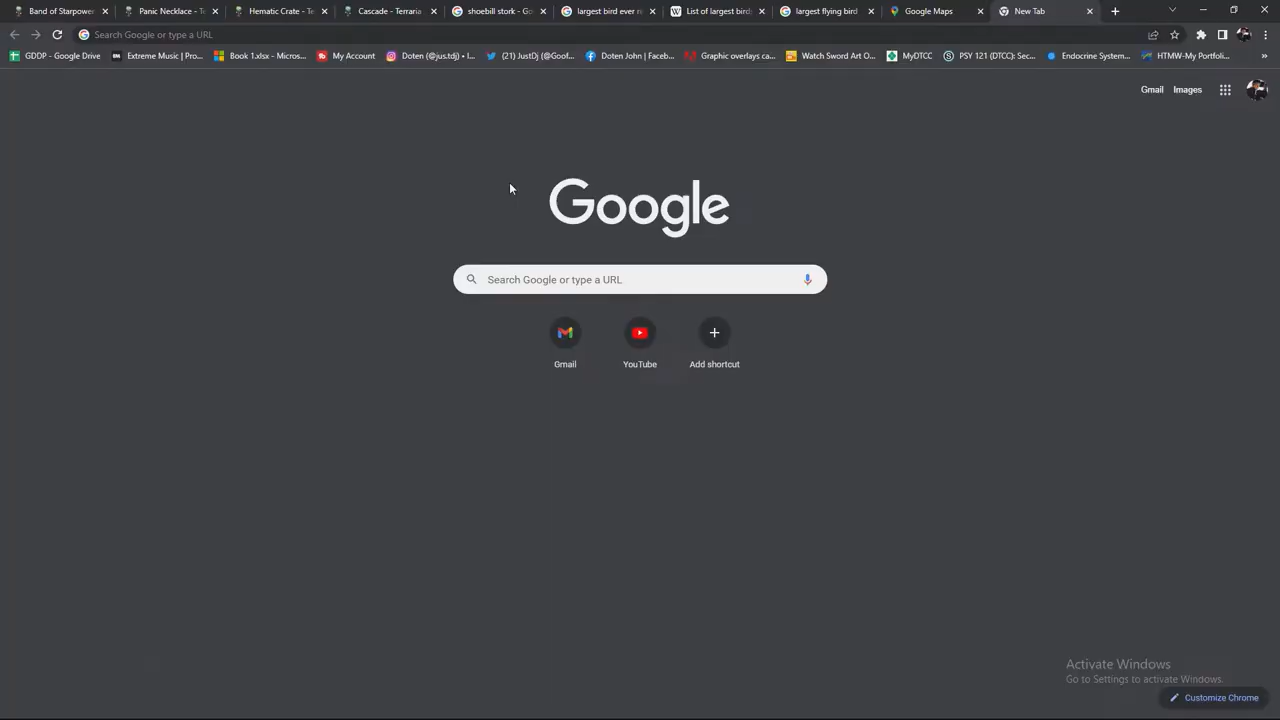 Band of Starpower
Panic Necklace - Te
Hematic Crate - Te
Cascade - Terraria
shoebill stork - Go
largest bird ever re
List of largest birds
largest flying bird
Google Maps
New Tab
Search Google or type a URL
GDDP - Google Drive
Extreme Music | Pro...
Book 1.xlsx - Micros...
My Account
Doten (@justdj) • I...
(21) JustDj (@Goof...
Doten John | Faceb...
Graphic overlays ca...
Watch Sword Art O...
MyDTCC
PSY 121 (DTCC): Sec...
Endocrine System...
HTMW-My Portfoli...
Gmail
Images
Google
Search Google or type a URL
Gmail
YouTube
Add shortcut
Activate Windows
Go to Settings to activate Windows.
Customize Chrome